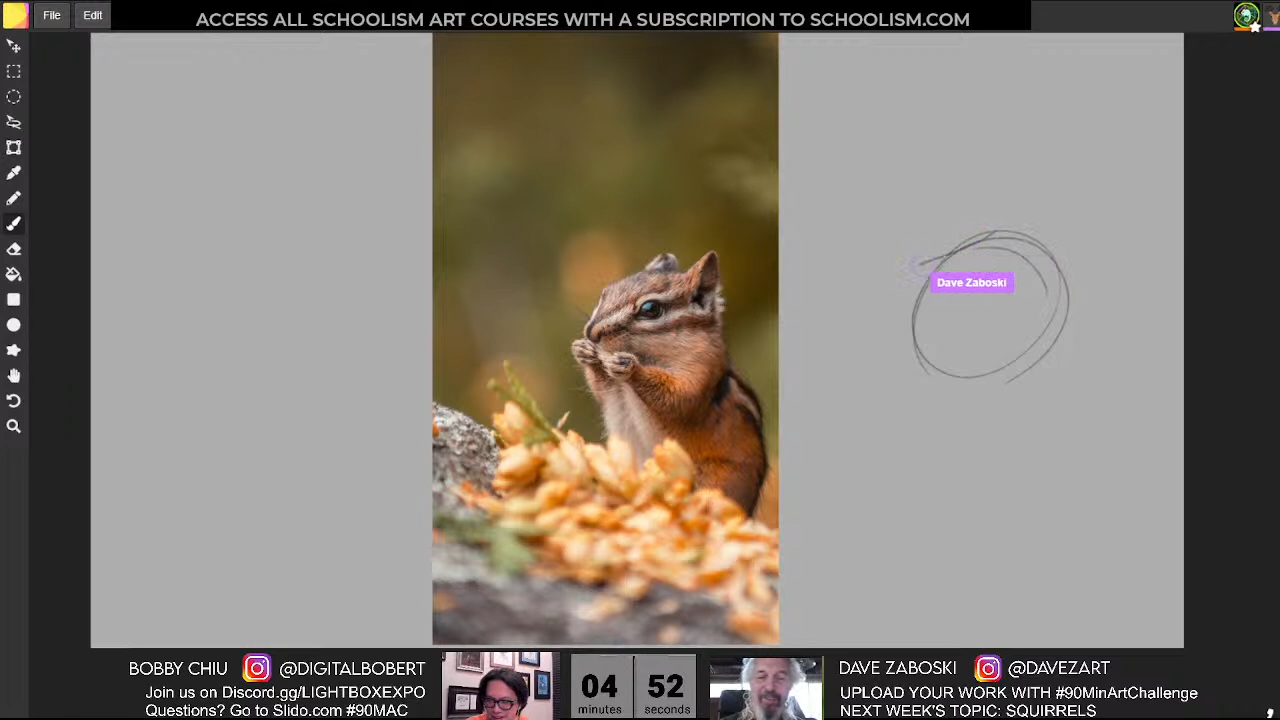 ACCESS ALL SCHOOLISM ART COURSES WITH A SUBSCRIPTION TO SCHOOLISM.COM
File
Edit
Dave Zaboski
BOBBY CHIU @DIGITALBOBERT
Join us on Discord.gg/LIGHTBOXEXPO
Questions? Go to Slido.com #90MAC
04
minutes
52
seconds
DAVE ZABOSKI @DAVEZART
UPLOAD YOUR WORK WITH #90MinArtChallenge
NEXT WEEK'S TOPIC: SQUIRRELS